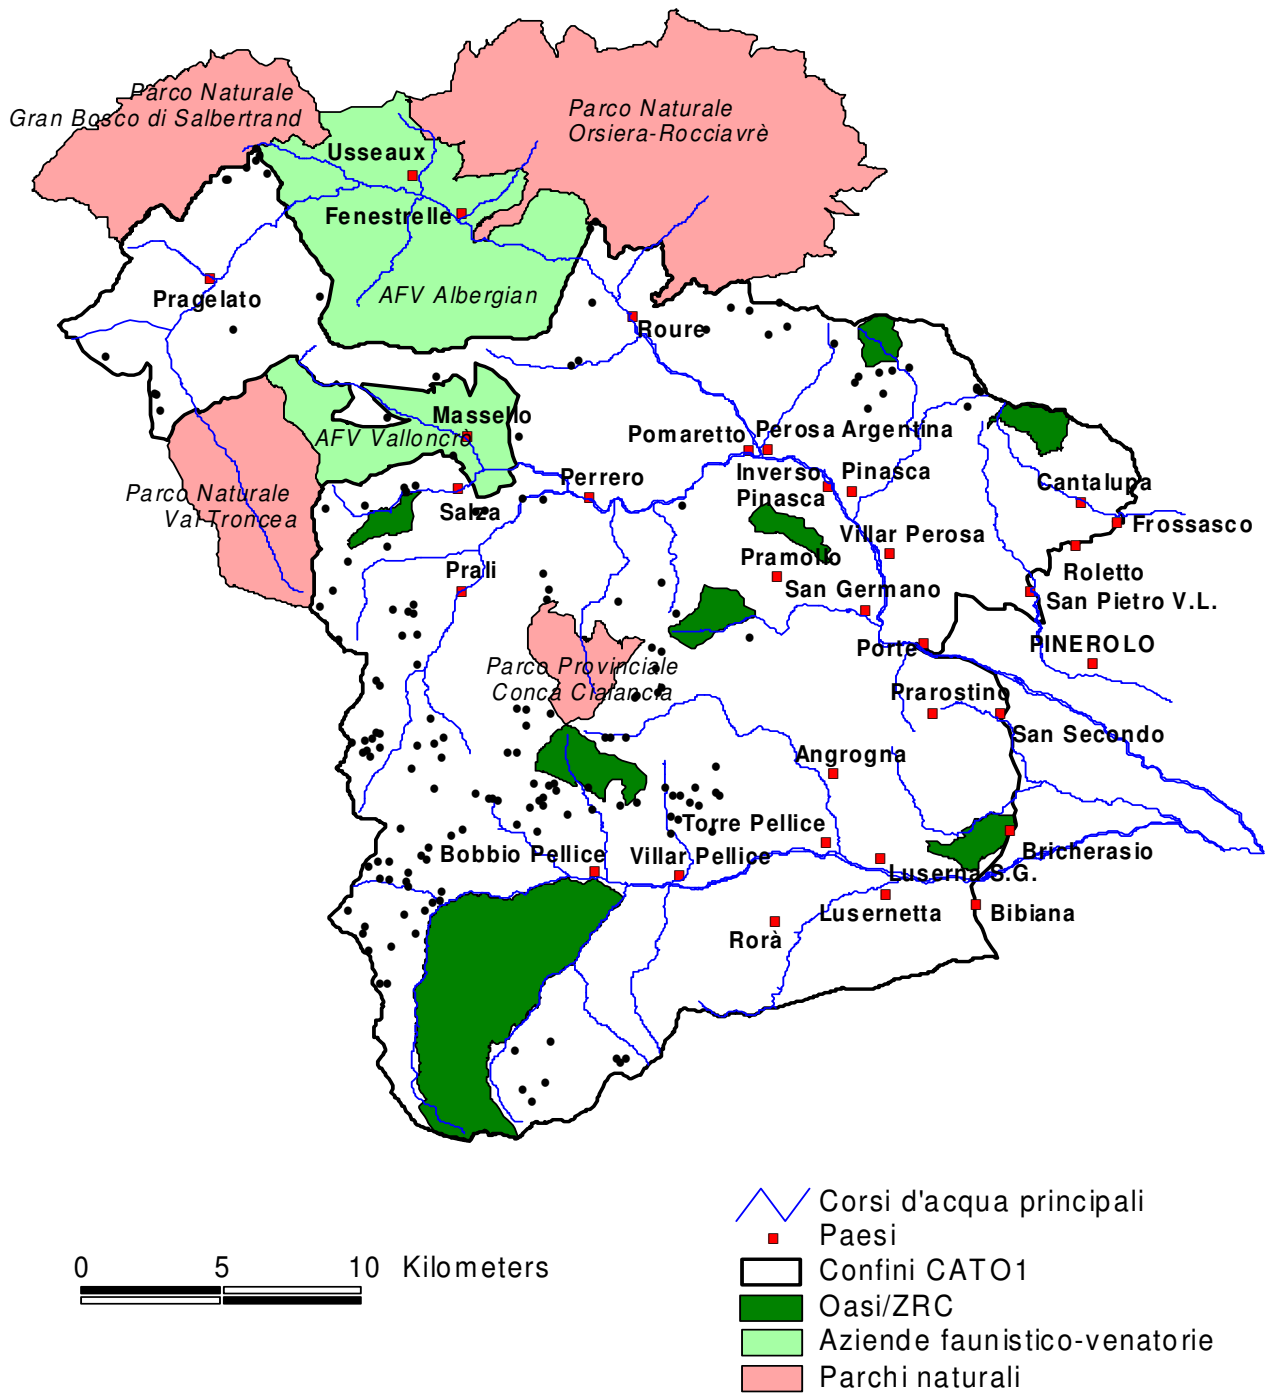 Parco Naturale
Gran Bosco di Salbertrand
Parco Naturale
Orsiera-Rocciavrè
Usseaux
Fenestrelle
AFV Albergian
Pragelato
Roure
Massello
AFV Valloncrò
Pomaretto
Perosa Argentina
Inverso
Pinasca
Pinasca
Perrero
Cantalupa
Parco Naturale
Val Troncea
Salza
Frossasco
Villar Perosa
Pramollo
Prali
Roletto
San Germano
San Pietro V.L.
Porte
PINEROLO
Parco Provinciale
Conca Cialancia
Prarostino
San Secondo
Angrogna
Torre Pellice
Bobbio Pellice
Villar Pellice
Bricherasio
Luserna S.G.
Lusernetta
Bibiana
Rorà
Corsi d'acqua principali
Paesi
0 5 10 Kilometers
Confini CATO1
Oasi/ZRC
Aziende faunistico-venatorie
Parchi naturali